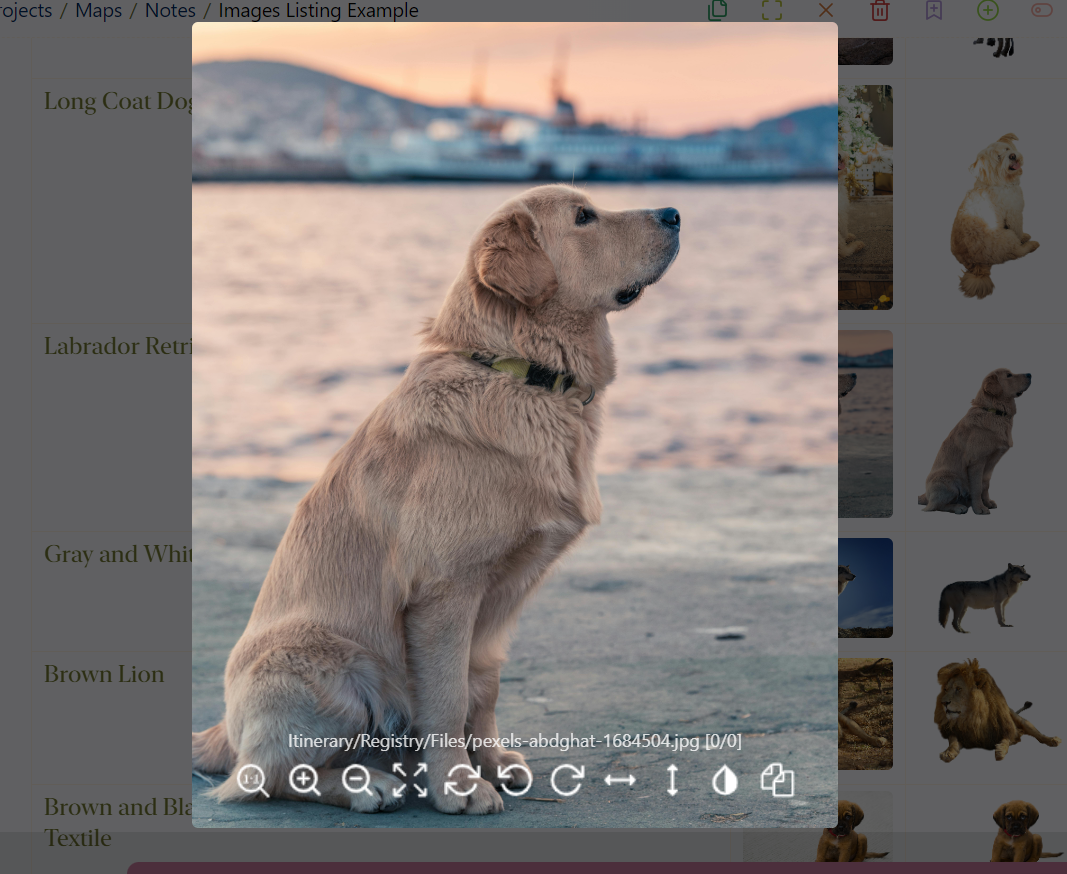 rojects / Maps / Notes / Images Listing Example
Long Coat Dog
Labrador Retri
Gray and Whit
Brown Lion
Brown and Bla
Textile
Itinerary/Registry/Files/pexels-abdghat-1684504.jpg [0/0]
1:1